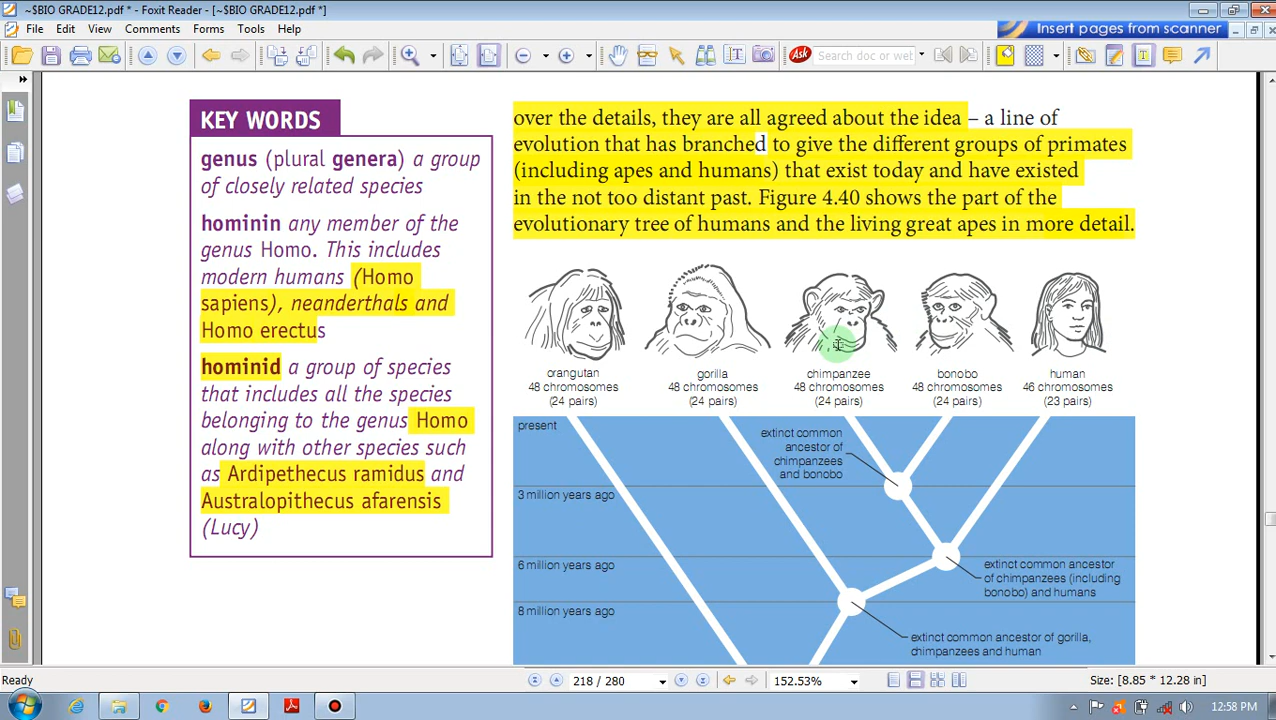 ~$BIO GRADE12.pdf * - Foxit Reader - [~$BIO GRADE12.pdf *]
File Edit View Comments Forms Tools Help
Insert pages from scanner
Ask Search doc or wet
KEY WORDS
genus (plural genera) a group
of closely related species
hominin any member of the
genus Homo. This includes
modern humans (Homo
sapiens), neanderthals and
Homo erectus
hominid a group of species
that includes all the species
belonging to the genus Homo
along with other species such
as Ardipethecus ramidus and
Australopithecus afarensis
(Lucy)
over the details, they are all agreed about the idea – a line of
evolution that has branched to give the different groups of primates
(including apes and humans) that exist today and have existed
in the not too distant past. Figure 4.40 shows the part of the
evolutionary tree of humans and the living great apes in more detail.
orangutan
48 chromosomes
(24 pairs)
gorilla
48 chromosomes
(24 pairs)
chimpanzee
48 chromosomes
(24 pairs)
bonobo
48 chromosomes
(24 pairs)
human
46 chromosomes
(23 pairs)
present
extinct common
ancestor of
chimpanzees
and bonobo
3 million years ago
6 million years ago
extinct common ancestor
of chimpanzees (including
bonobo) and humans
8 million years ago
extinct common ancestor of gorilla,
chimpanzees and human
Ready
218 / 280
152.53%
Size: [8.85 * 12.28 in]
12:58 PM